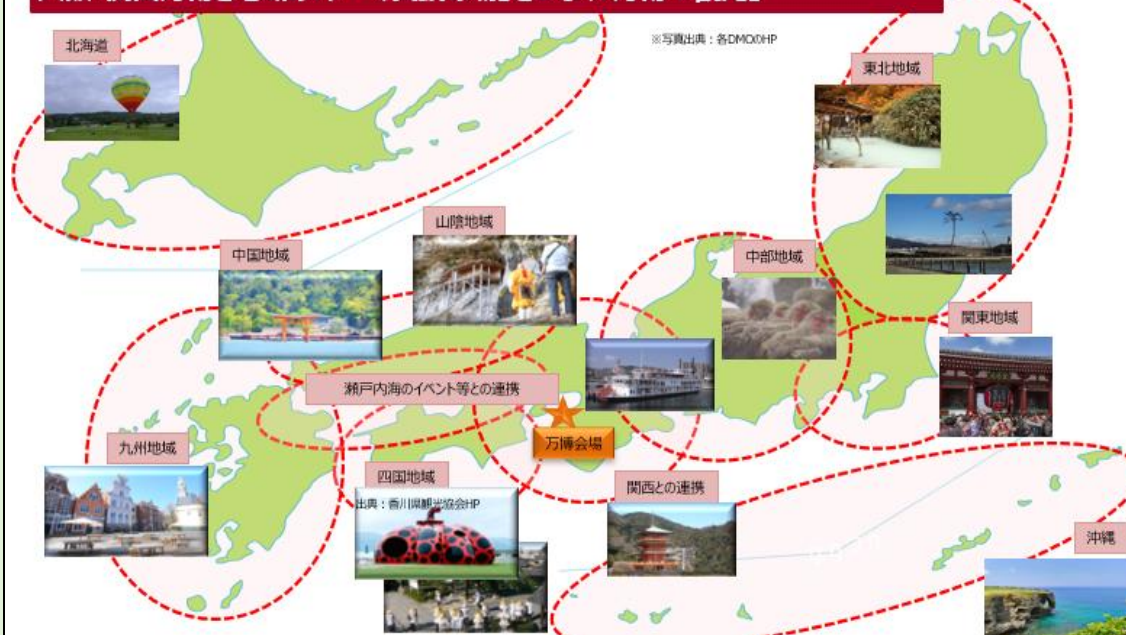 ※写真出典：各DMOのHP
北海道
東北地域
山陰地域
中国地域
中部地域
関東地域
瀬戸内海のイベント等との連携
万博会場
九州地域
四国地域
出典：香川県観光協会HP
関西との連携
沖縄